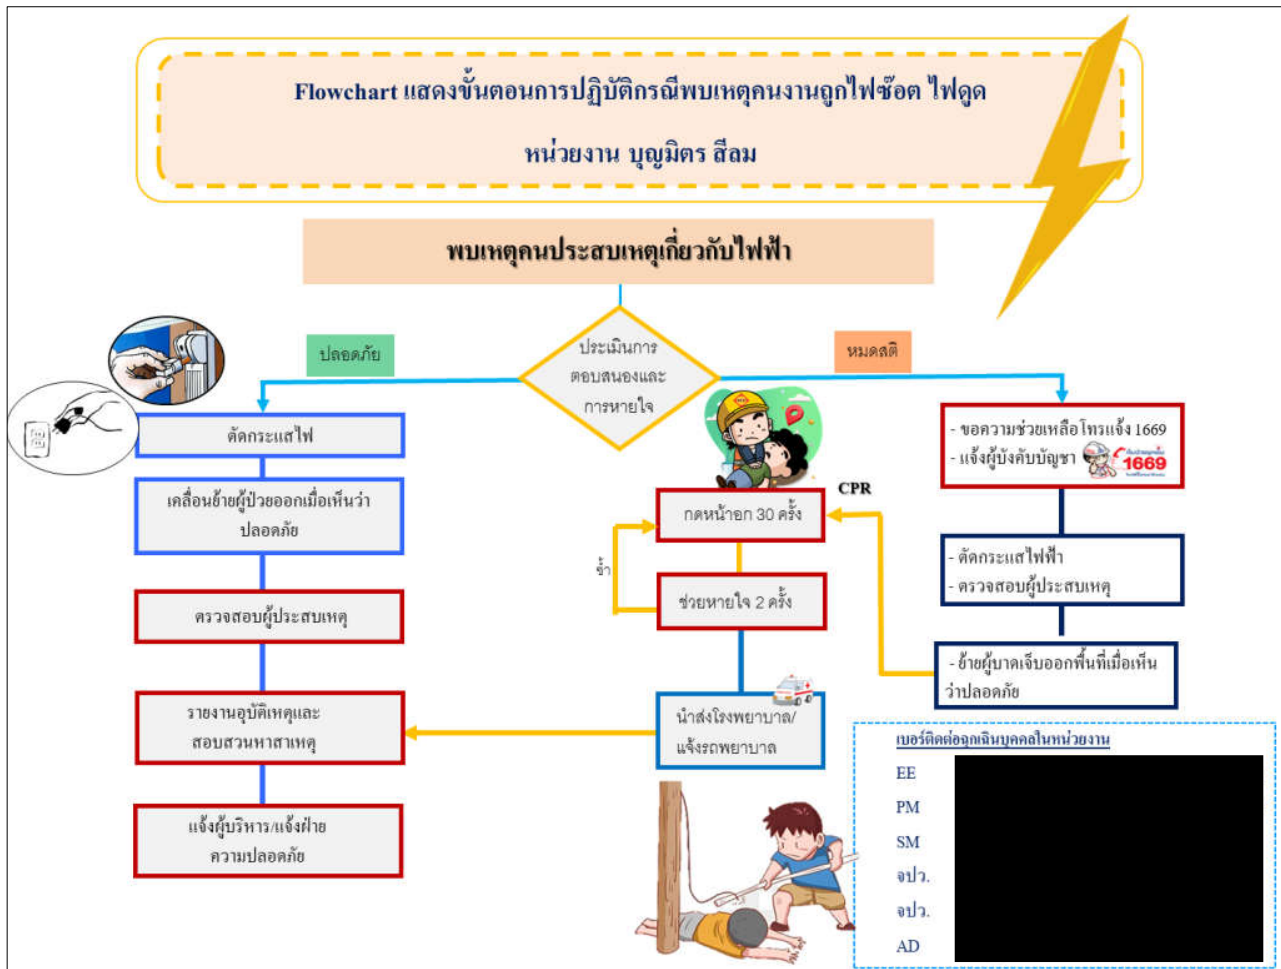 Flowchart แสดงขั้นตอนการปฏิบัติกรณีพบเหตุคนงานถูกไฟช๊อต ไฟดูด
หน่วยงาน บุญมิตร สีลม
พบเหตุคนประสบเหตุเกี่ยวกับไฟฟ้า
ประเมินการ
ตอบสนองและ
การหายใจ
ปลอดภัย
ตัดกระแสไฟ
เคลื่อนย้ายผู้ป่วยออกเมื่อเห็นว่า
ปลอดภัย
ตรวจสอบผู้ประสบเหตุ
รายงานอุบัติเหตุและ
สอบสวนหาสาเหตุ
แจ้งผู้บริหาร/แจ้งฝ่าย
ความปลอดภัย
หมดสติ
- ขอความช่วยเหลือโทรแจ้ง 1669
- แจ้งผู้บังคับบัญชา
1669
- ตัดกระแสไฟฟ้า
- ตรวจสอบผู้ประสบเหตุ
- ย้ายผู้บาดเจ็บออกพื้นที่เมื่อเห็น
ว่าปลอดภัย
CPR
กดหน้าอก 30 ครั้ง
ซ้ำ
ช่วยหายใจ 2 ครั้ง
นำส่งโรงพยาบาล/
แจ้งรถพยาบาล
เบอร์ติดต่อฉุกเฉินบุคคลในหน่วยงาน
EE
PM
SM
จปว.
จปว.
AD